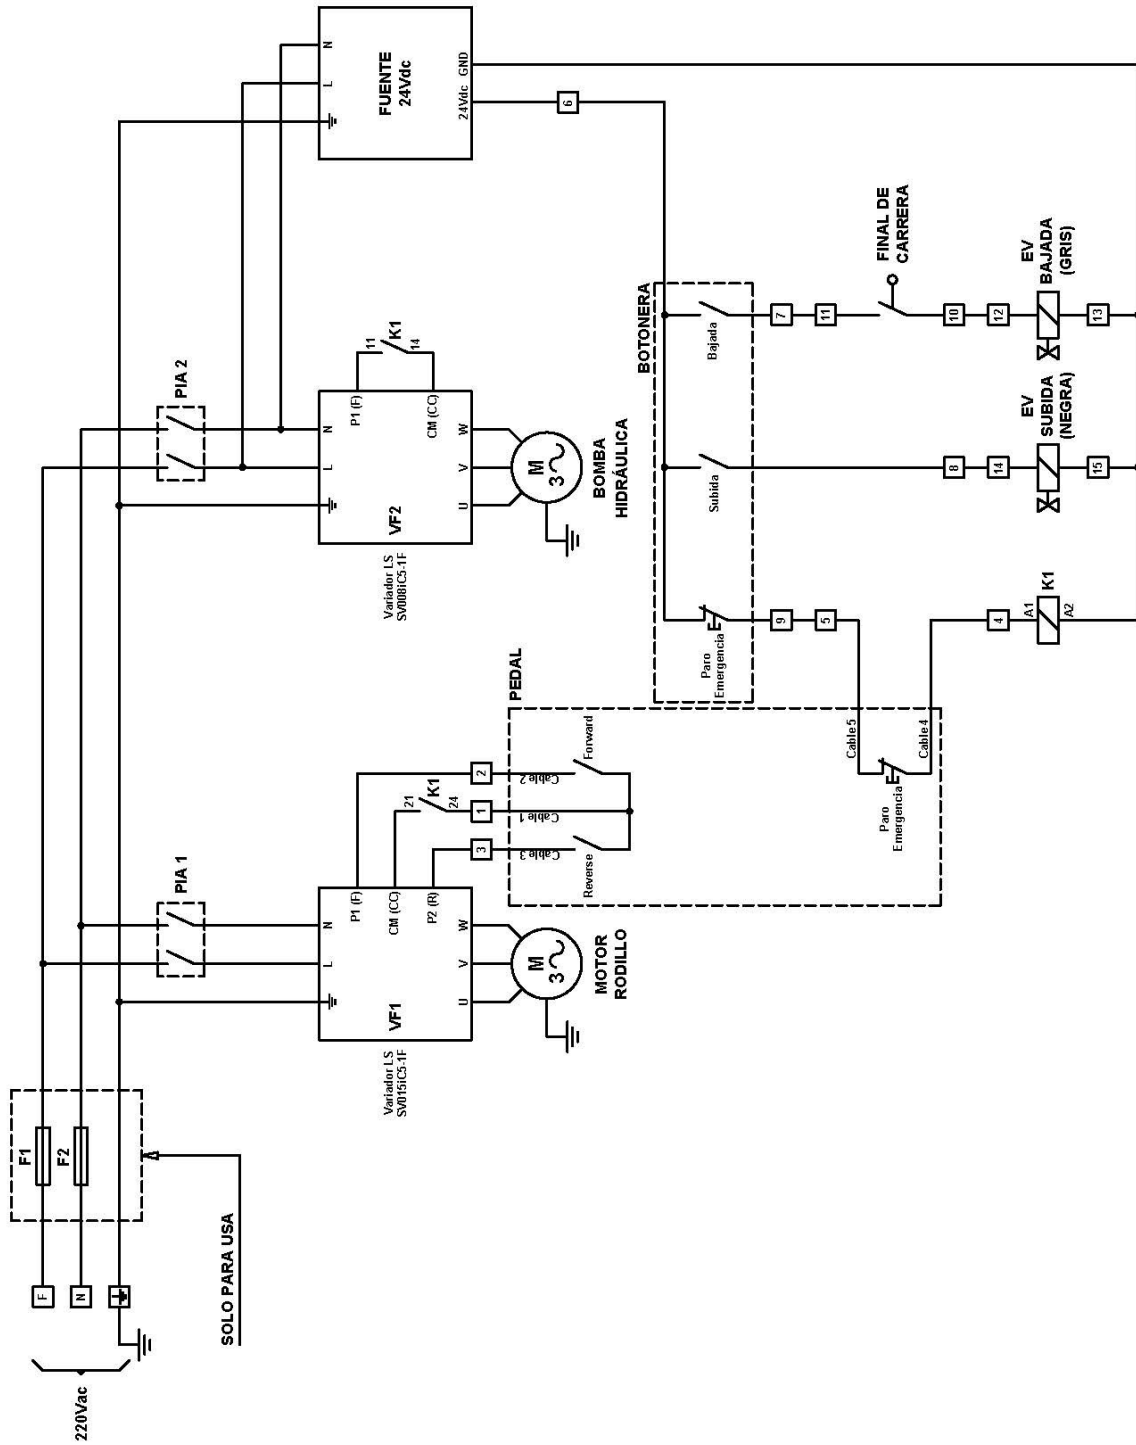 220Vac
F
N
F1
F2
SOLO PARA USA
PIA 1
L
N
VF1
Variador LS
SV015iC5-1F
P1 (F)
CM (CC)
P2 (R)
U
V
W
M
3
MOTOR
RODILLO
21
K1
24
3
1
2
Cable 3
Cable 1
Cable 2
PEDAL
Reverse
Forward
Paro
Emergencia
Cable 5
Cable 4
PIA 2
L
N
VF2
Variador LS
SV008iC5-1F
P1 (F)
CM (CC)
11
K1
14
U
V
W
M
3
BOMBA
HIDRÁULICA
L
N
FUENTE
24Vdc
24Vdc
GND
6
BOTONERA
Paro
Emergencia
Subida
Bajada
9
5
4
A1
K1
A2
8
14
EV
SUBIDA
(NEGRA)
15
7
11
FINAL DE
CARRERA
10
12
EV
BAJADA
(GRIS)
13